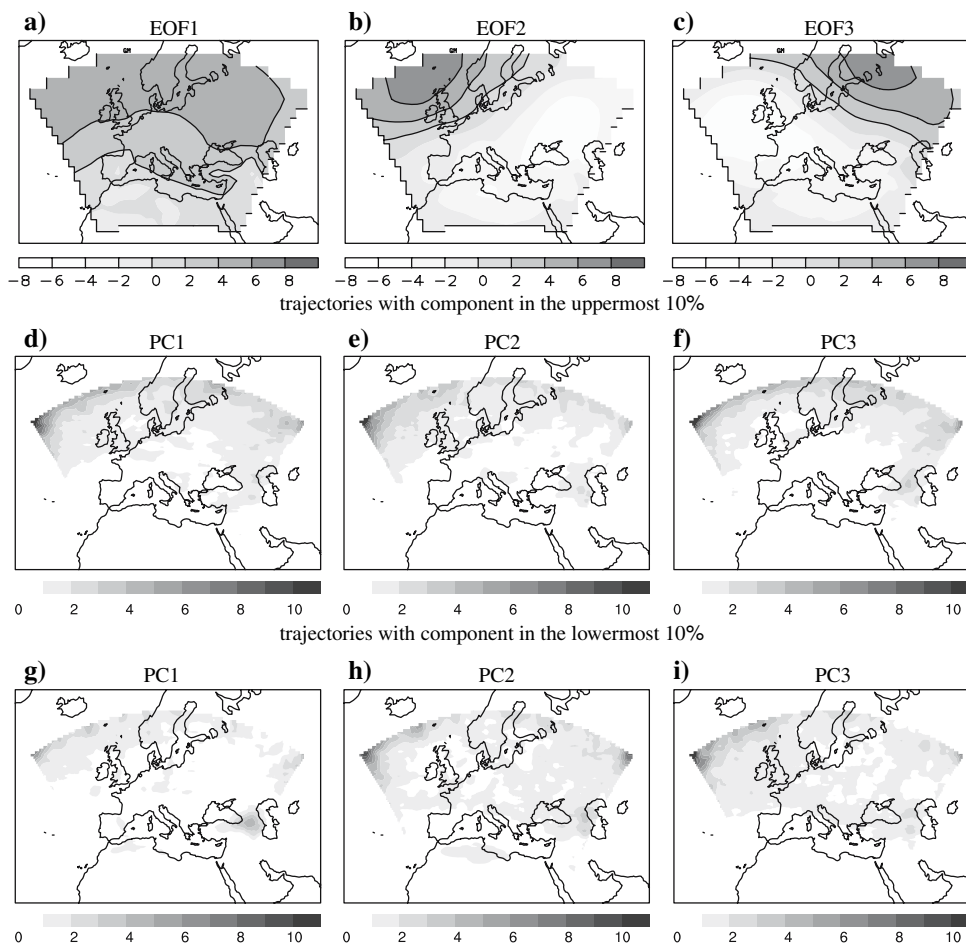 a) EOF1 b) EOF2 c) EOF3
GM GM GM
−8 −6 −4 −2 0 2 4 6 8 −8 −6 −4 −2 0 2 4 6 8 −8 −6 −4 −2 0 2 4 6 8
trajectories with component in the uppermost 10%
d) PC1 e) PC2 f) PC3
0 2 4 6 8 10 0 2 4 6 8 10 0 2 4 6 8 10
trajectories with component in the lowermost 10%
g) PC1 h) PC2 i) PC3
0 2 4 6 8 10 0 2 4 6 8 10 0 2 4 6 8 10